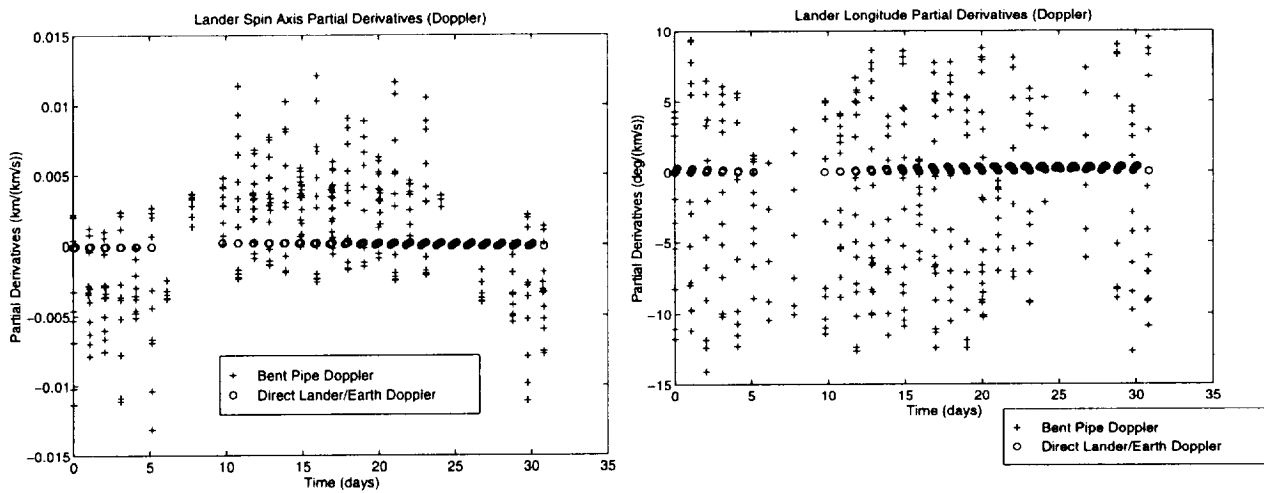 Lander Spin Axis Partial Derivatives (Doppler)
0.015
0.01
0.005
0
−0.005
−0.01
−0.015
Partial Derivatives (km/(km/s))
0 5 10 15 20 25 30 35
Time (days)
+ Bent Pipe Doppler
o Direct Lander/Earth Doppler
Lander Longitude Partial Derivatives (Doppler)
10
5
0
−5
−10
−15
Partial Derivatives (deg/(km/s))
0 5 10 15 20 25 30 35
Time (days)
+ Bent Pipe Doppler
o Direct Lander/Earth Doppler